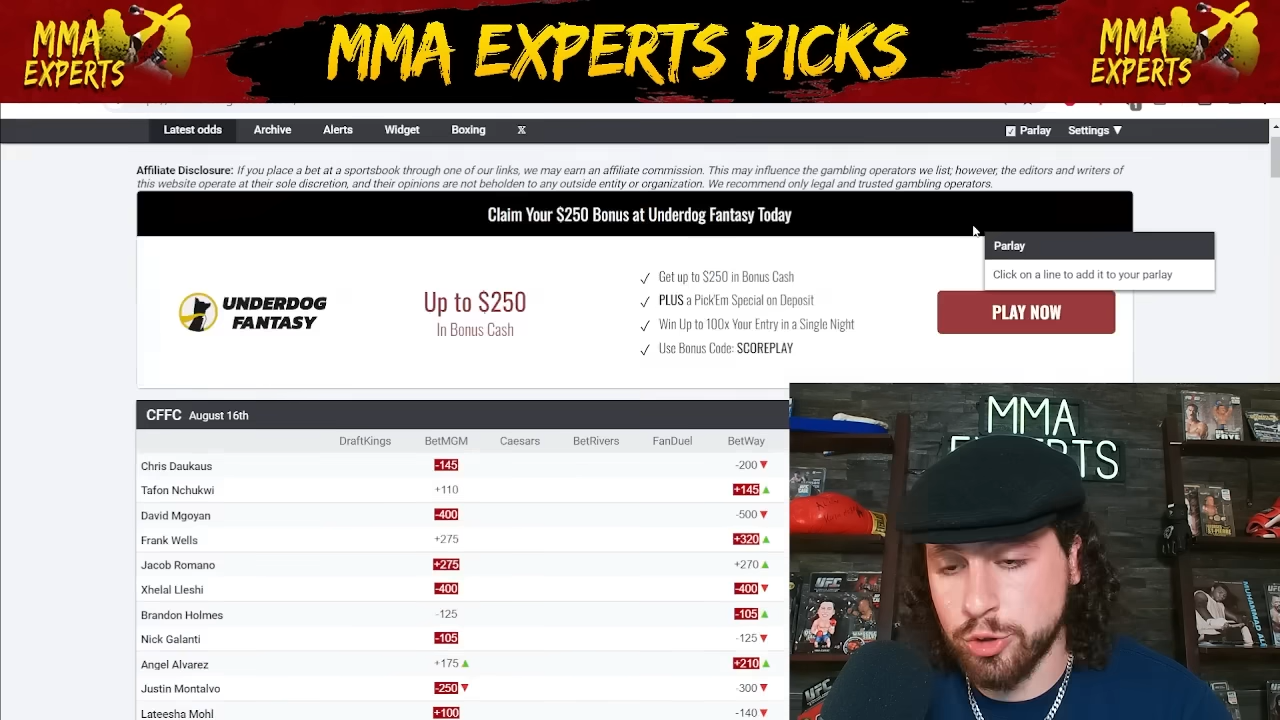 MMA EXPERTS
MMA EXPERTS PICKS
MMA EXPERTS
Latest odds Archive Alerts Widget Boxing X Parlay Settings ▼
Affiliate Disclosure: If you place a bet at a sportsbook through one of our links, we may earn an affiliate commission. This may influence the gambling operators we list; however, the editors and writers of
this website operate at their sole discretion, and their opinions are not beholden to any outside entity or organization. We recommend only legal and trusted gambling operators.
Claim Your $250 Bonus at Underdog Fantasy Today
Parlay
Click on a line to add it to your parlay
UNDERDOG
FANTASY
Up to $250
In Bonus Cash
✓ Get up to $250 in Bonus Cash
✓ PLUS a Pick'Em Special on Deposit
✓ Win Up to 100x Your Entry in a Single Night
✓ Use Bonus Code: SCOREPLAY
PLAY NOW
CFFC August 16th
DraftKings BetMGM Caesars BetRivers FanDuel BetWay
Chris Daukaus -145 -200 ▼
Tafon Nchukwi +110 +145 ▲
David Mgoyan -400 -500 ▼
Frank Wells +275 +320 ▲
Jacob Romano +275 +270 ▲
Xhelal Lleshi -400 -400 ▼
Brandon Holmes -125 -105 ▲
Nick Galanti -105 -125 ▼
Angel Alvarez +175 ▲ +210 ▲
Justin Montalvo -250 ▼ -300 ▼
Lateesha Mohl +100 -140 ▼
MMA
EXPERTS
FRYE
UFC
MUHAMMAD AL
UFC